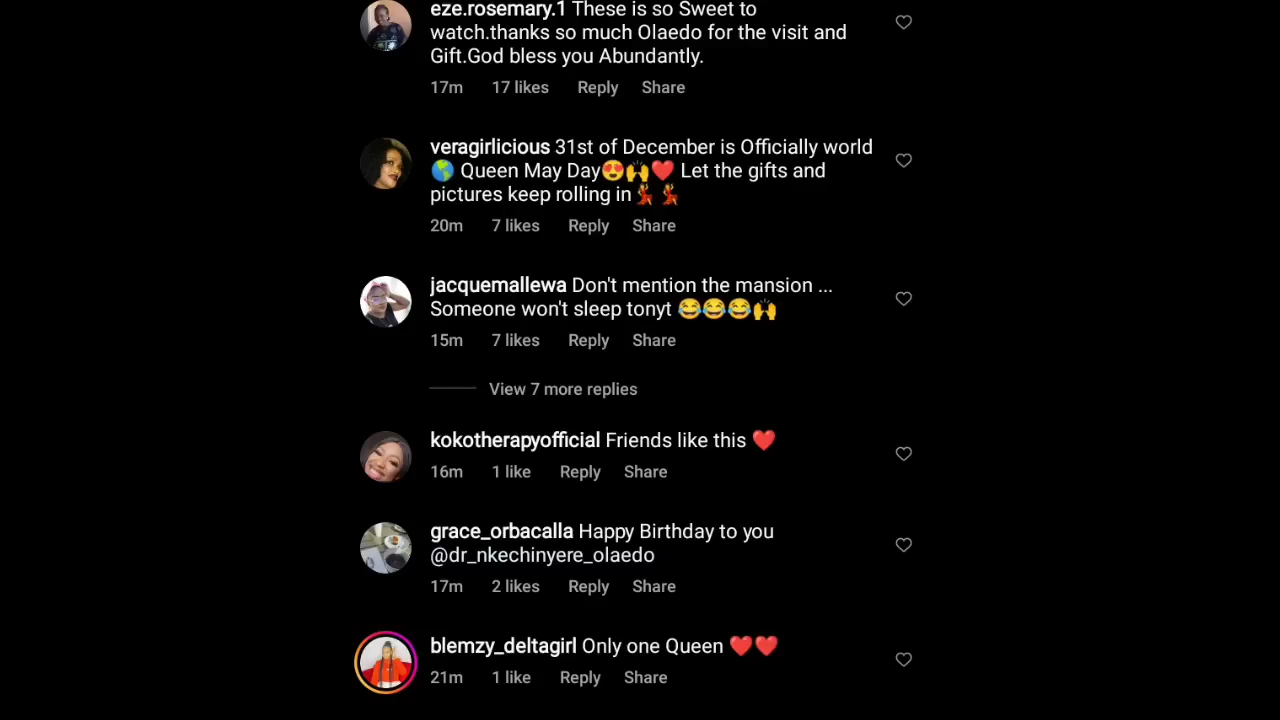 eze.rosemary.1 These is so Sweet to
watch.thanks so much Olaedo for the visit and
Gift.God bless you Abundantly.
17m 17 likes Reply Share
veragirlicious 31st of December is Officially world
🌎 Queen May Day😍🙌❤️ Let the gifts and
pictures keep rolling in💃💃
20m 7 likes Reply Share
jacquemallewa Don't mention the mansion ...
Someone won't sleep tonyt 😂😂😂🙌
15m 7 likes Reply Share
View 7 more replies
kokotherapyofficial Friends like this ❤️
16m 1 like Reply Share
grace_orbacalla Happy Birthday to you
@dr_nkechinyere_olaedo
17m 2 likes Reply Share
blemzy_deltagirl Only one Queen ❤️❤️
21m 1 like Reply Share